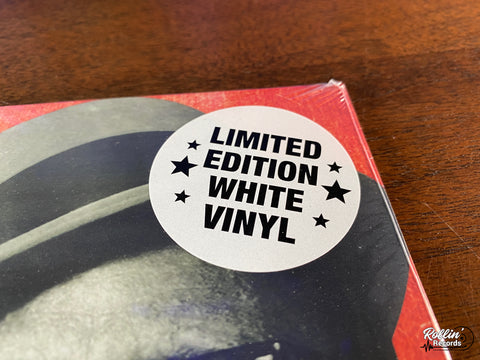 LIMITED
EDITION
WHITE
VINYL
Rollin'
Records